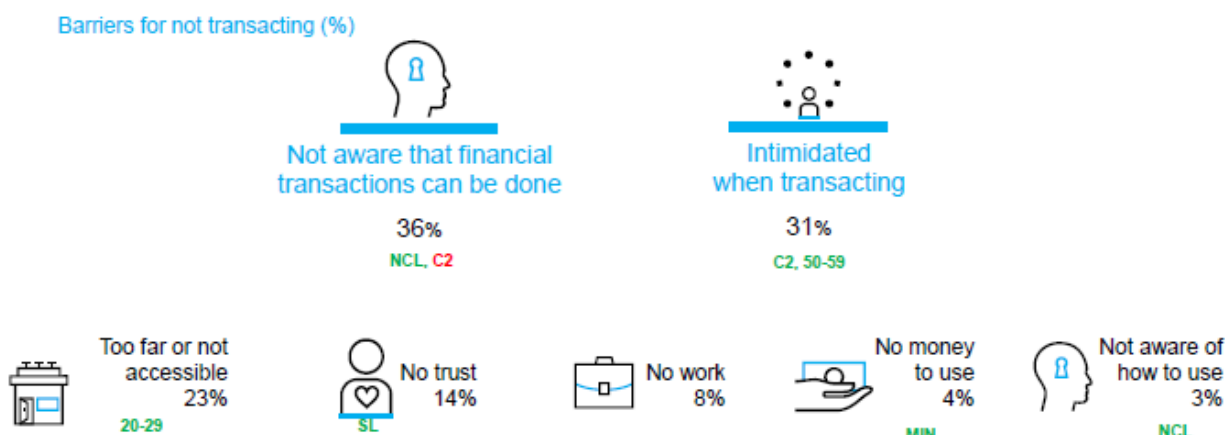 Barriers for not transacting (%)
Not aware that financial
transactions can be done
36%
NCL, C2
Intimidated
when transacting
31%
C2, 50-59
Too far or not
accessible
23%
20-29
No trust
14%
SL
No work
8%
No money
to use
4%
MIN
Not aware of
how to use
3%
NCL